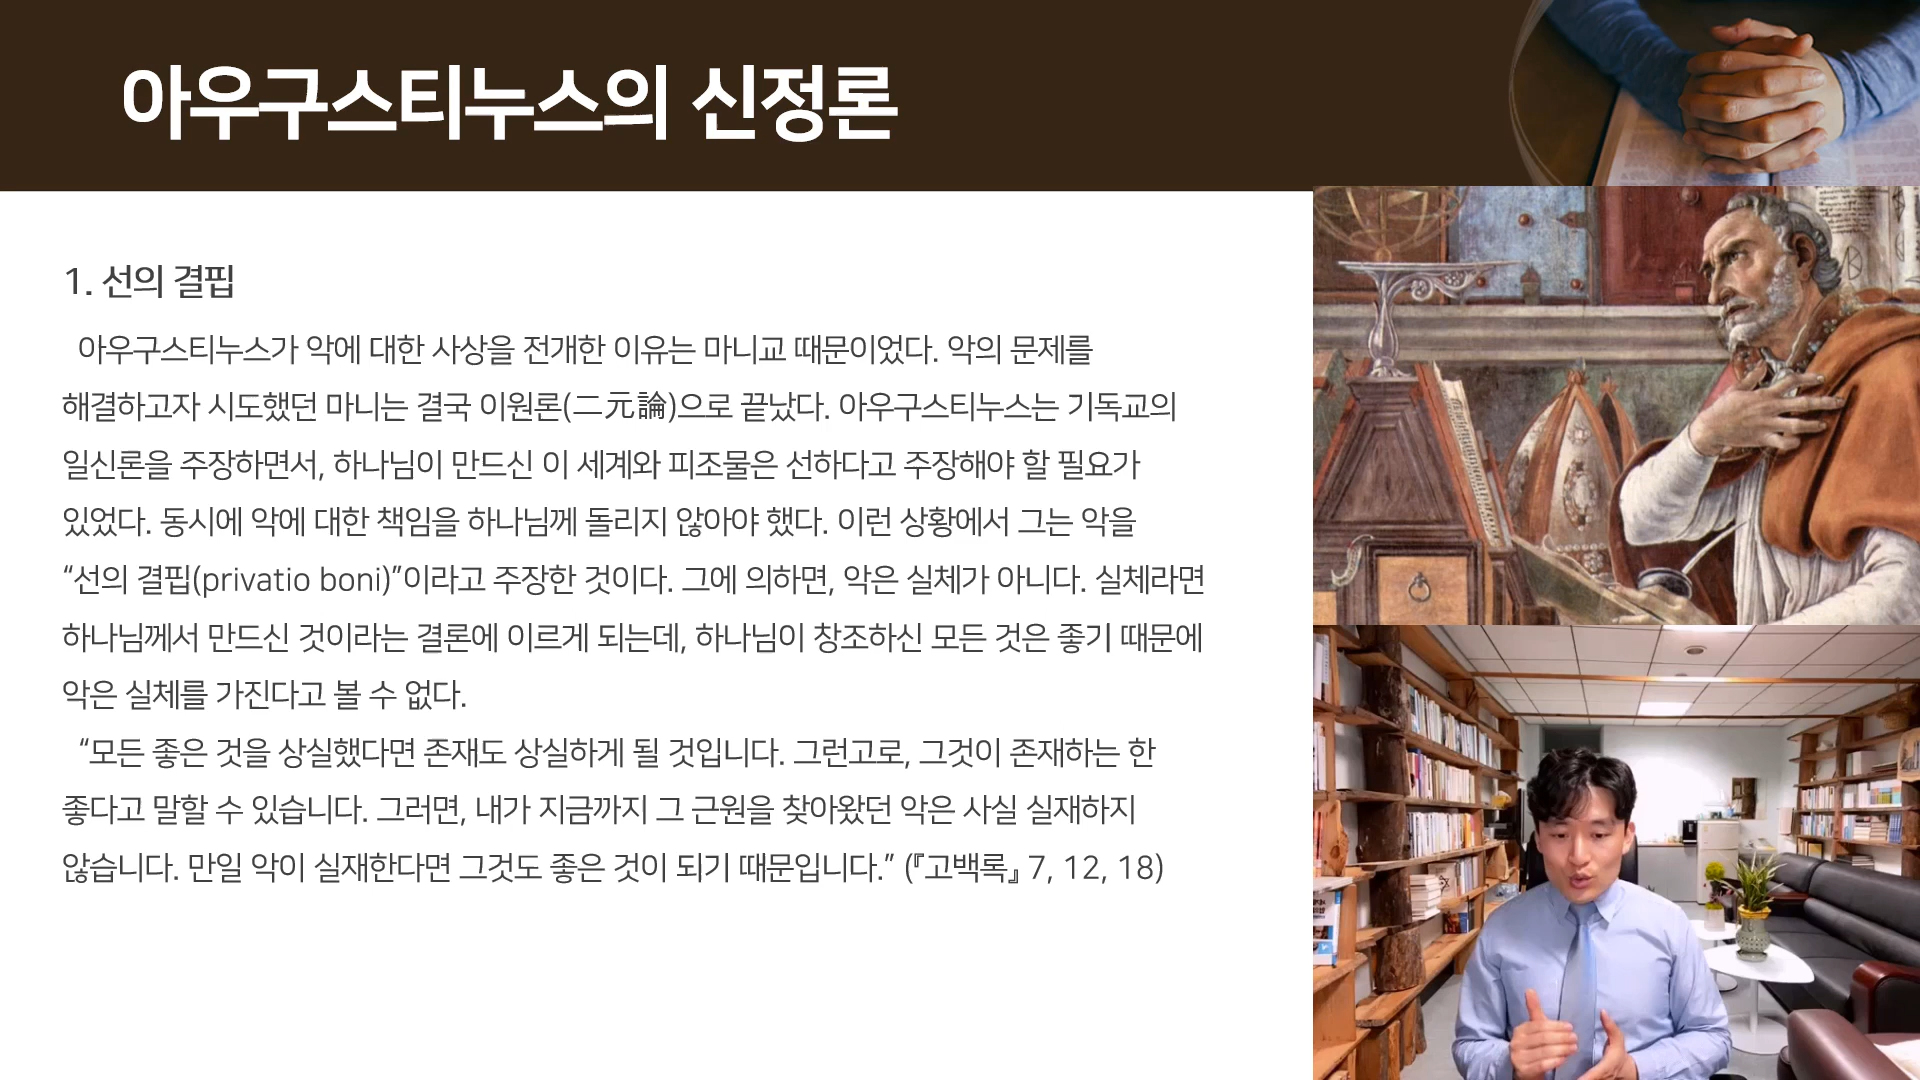 아우구스티누스의 신정론
1. 선의 결핍
아우구스티누스가 악에 대한 사상을 전개한 이유는 마니교 때문이었다. 악의 문제를
해결하고자 시도했던 마니는 결국 이원론(二元論)으로 끝났다. 아우구스티누스는 기독교의
일신론을 주장하면서, 하나님이 만드신 이 세계와 피조물은 선하다고 주장해야 할 필요가
있었다. 동시에 악에 대한 책임을 하나님께 돌리지 않아야 했다. 이런 상황에서 그는 악을
“선의 결핍(privatio boni)”이라고 주장한 것이다. 그에 의하면, 악은 실체가 아니다. 실체라면
하나님께서 만드신 것이라는 결론에 이르게 되는데, 하나님이 창조하신 모든 것은 좋기 때문에
악은 실체를 가진다고 볼 수 없다.
“모든 좋은 것을 상실했다면 존재도 상실하게 될 것입니다. 그런고로, 그것이 존재하는 한
좋다고 말할 수 있습니다. 그러면, 내가 지금까지 그 근원을 찾아왔던 악은 사실 실재하지
않습니다. 만일 악이 실재한다면 그것도 좋은 것이 되기 때문입니다.” (『고백록』 7, 12, 18)